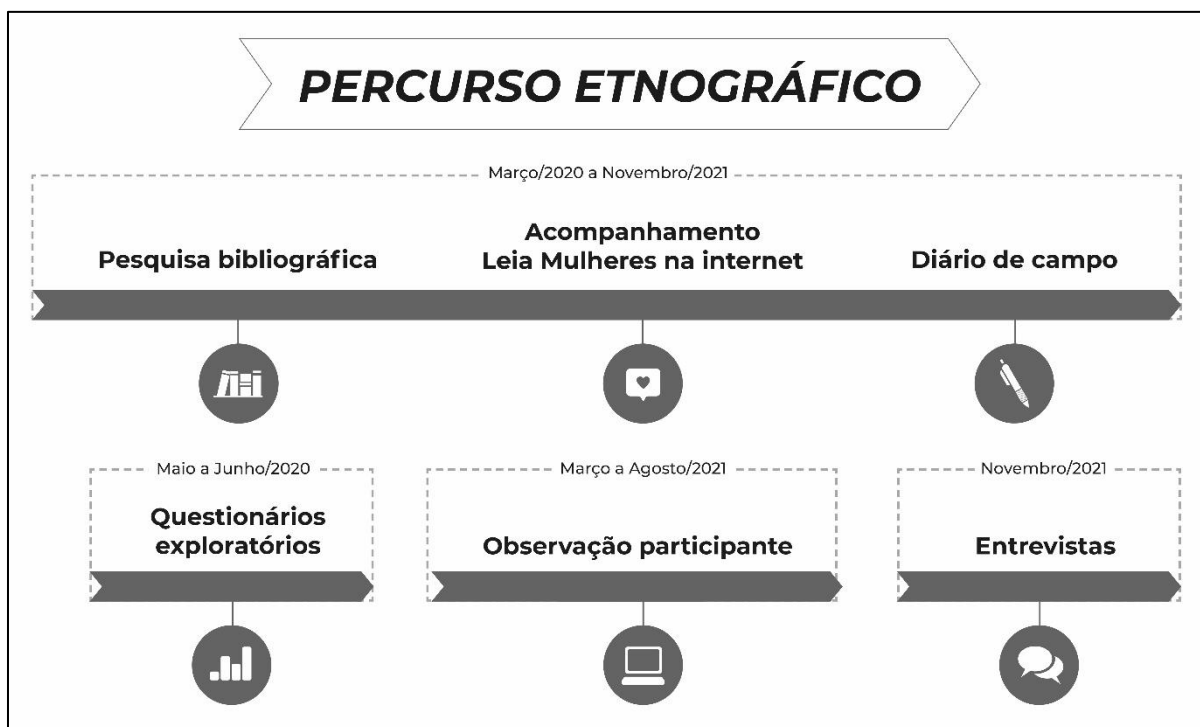 PERCURSO ETNOGRÁFICO
Março/2020 a Novembro/2021
Pesquisa bibliográfica
Acompanhamento
Leia Mulheres na internet
Diário de campo
Maio a Junho/2020
Questionários
exploratórios
Março a Agosto/2021
Observação participante
Novembro/2021
Entrevistas